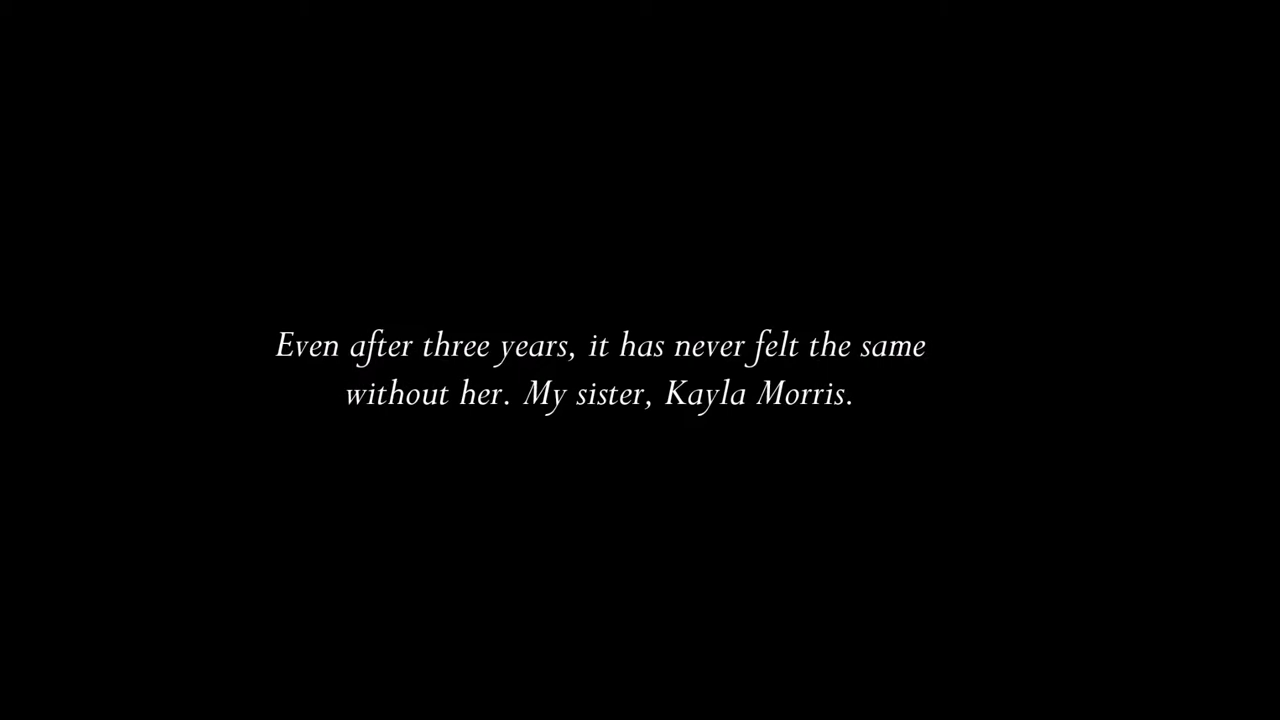 Even after three years, it has never felt the same
without her. My sister, Kayla Morris.